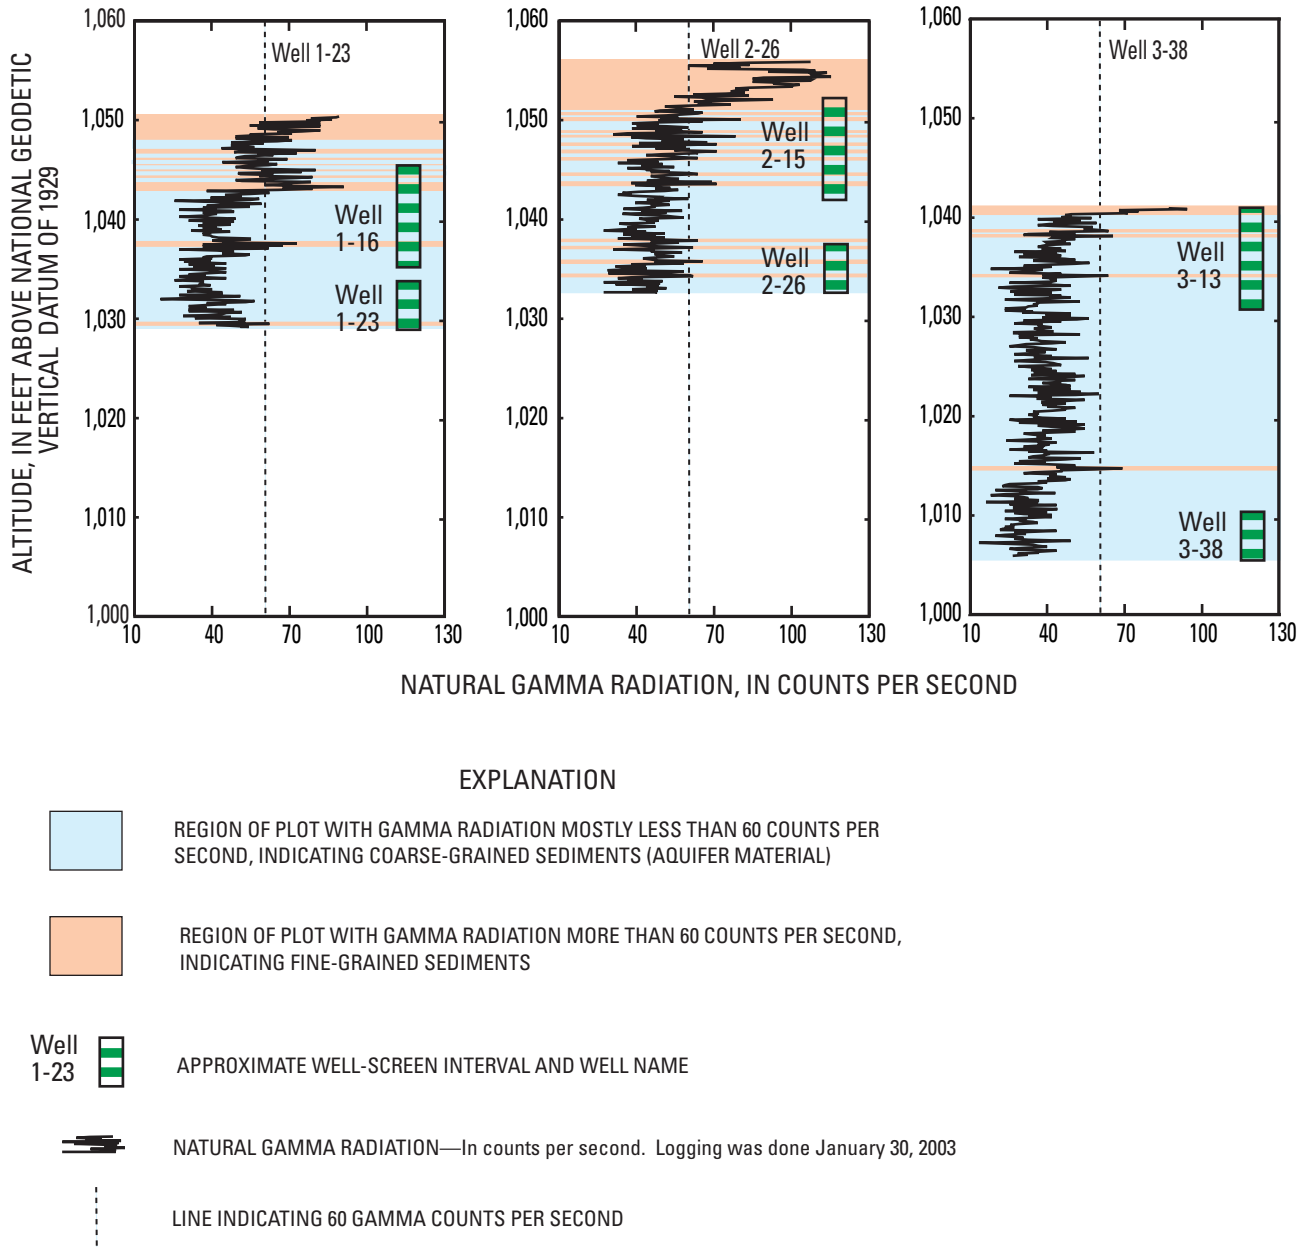 ALTITUDE, IN FEET ABOVE NATIONAL GEODETIC
VERTICAL DATUM OF 1929
1,060
1,050
1,040
1,030
1,020
1,010
1,000
10 40 70 100 130
Well 1-23
Well
1-16
Well
1-23
1,060
1,050
1,040
1,030
1,020
1,010
1,000
10 40 70 100 130
Well 2-26
Well
2-15
Well
2-26
1,060
1,050
1,040
1,030
1,020
1,010
1,000
10 40 70 100 130
Well 3-38
Well
3-13
Well
3-38
NATURAL GAMMA RADIATION, IN COUNTS PER SECOND
EXPLANATION
REGION OF PLOT WITH GAMMA RADIATION MOSTLY LESS THAN 60 COUNTS PER
SECOND, INDICATING COARSE-GRAINED SEDIMENTS (AQUIFER MATERIAL)
REGION OF PLOT WITH GAMMA RADIATION MORE THAN 60 COUNTS PER SECOND,
INDICATING FINE-GRAINED SEDIMENTS
Well
1-23
APPROXIMATE WELL-SCREEN INTERVAL AND WELL NAME
NATURAL GAMMA RADIATION—In counts per second. Logging was done January 30, 2003
LINE INDICATING 60 GAMMA COUNTS PER SECOND